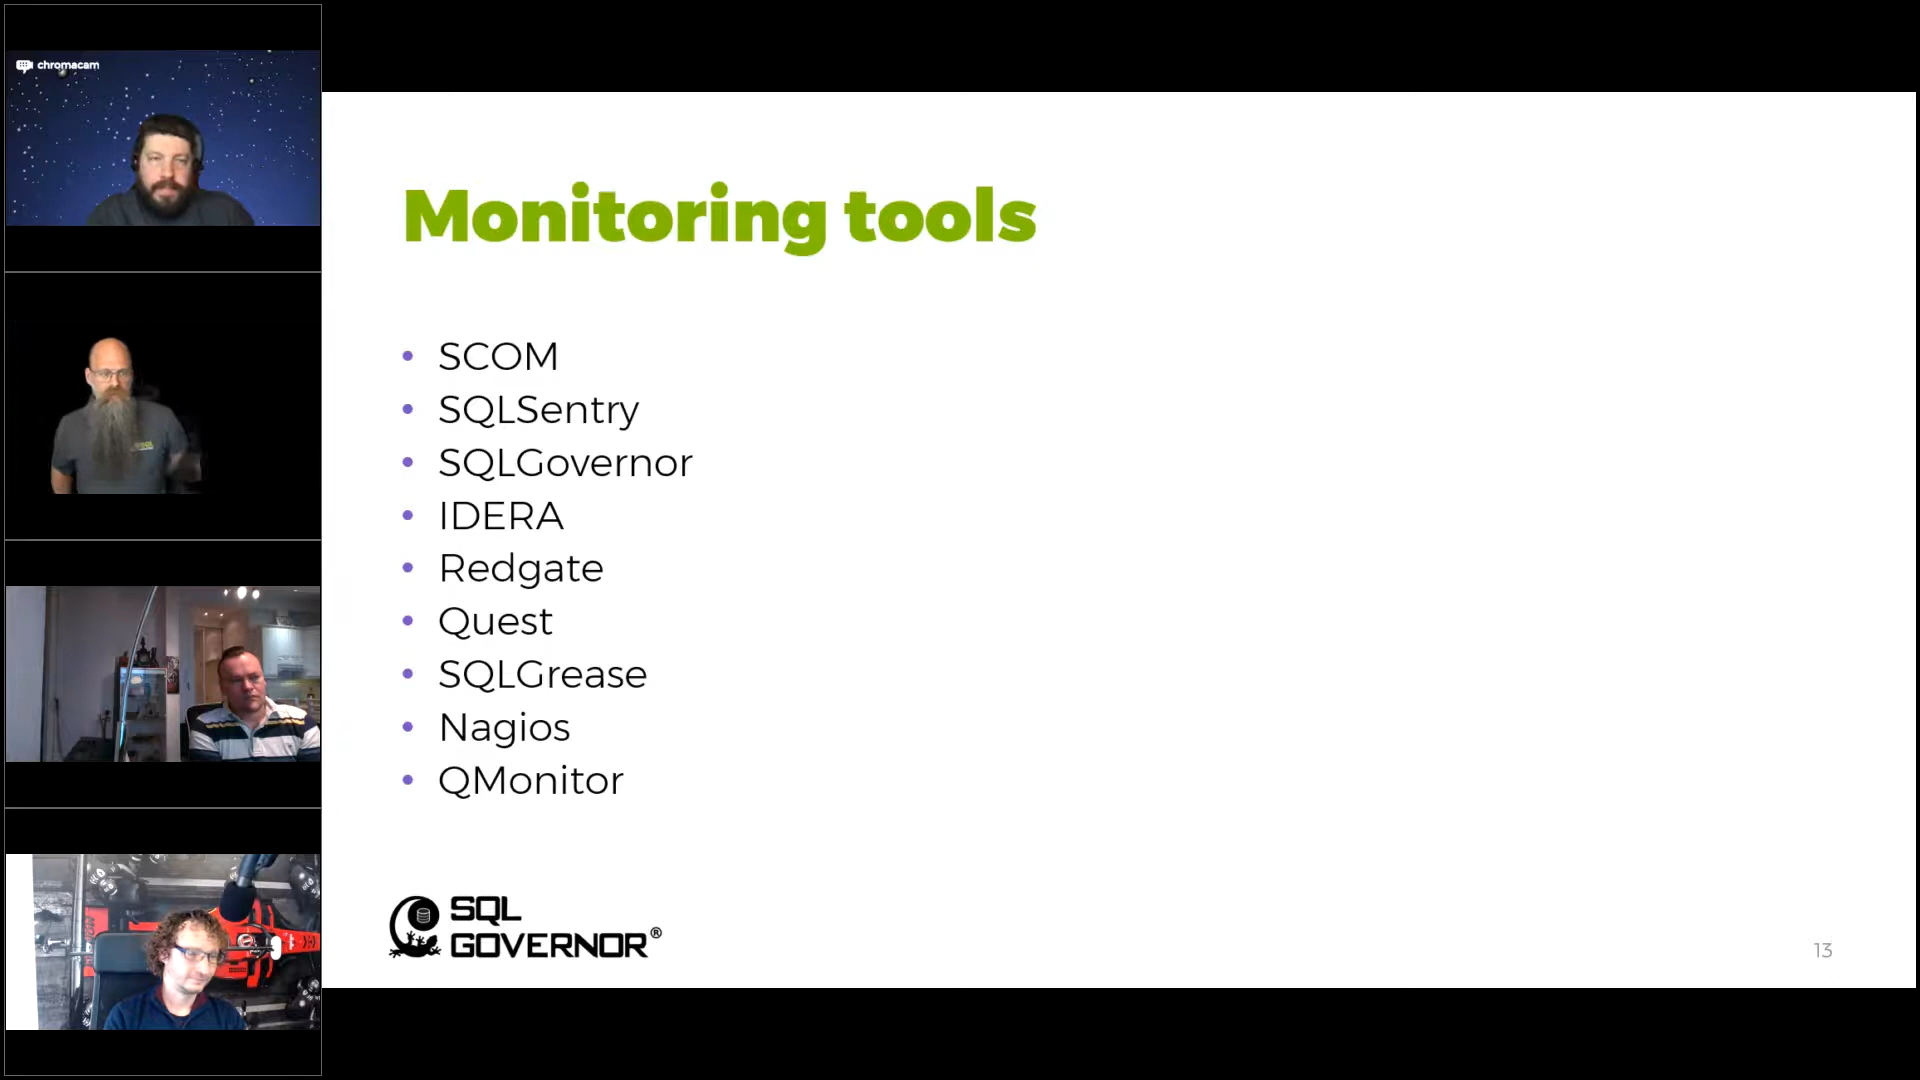 chromacam
Monitoring tools
• SCOM
• SQLSentry
• SQLGovernor
• IDERA
• Redgate
• Quest
• SQLGrease
• Nagios
• QMonitor
SQL
GOVERNOR®
13